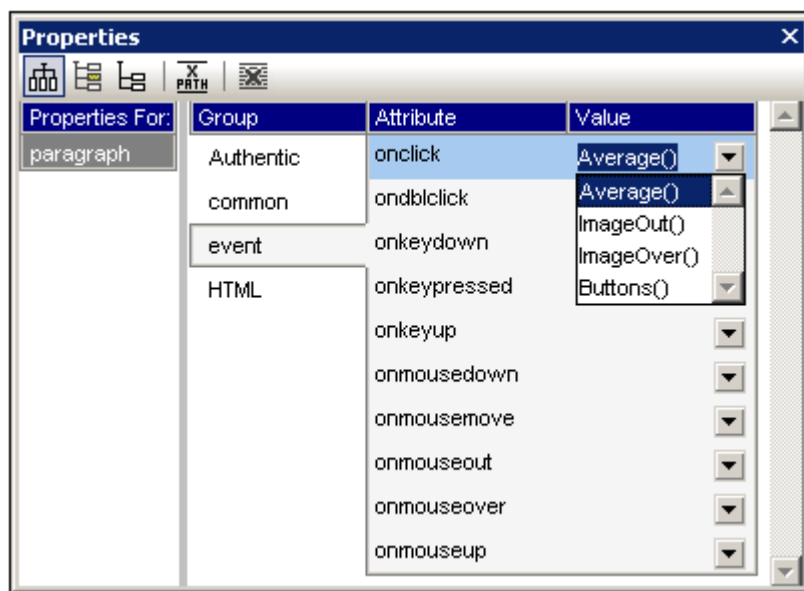 Properties
X
PATH
Properties For: Group Attribute Value
paragraph Authentic onclick Average()
common ondblclick Average()
ImageOut()
event onkeydown ImageOver()
HTML onkeypressed Buttons()
onkeyup
onmousedown
onmousemove
onmouseout
onmouseover
onmouseup